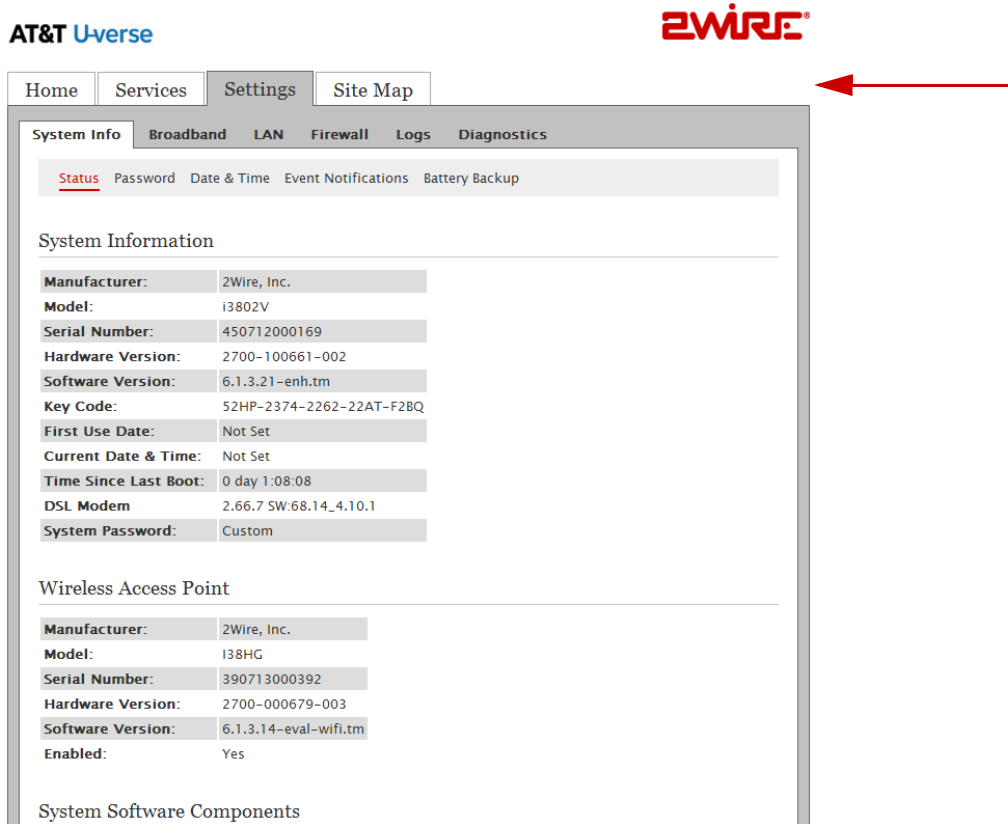 AT&T U-verse
2WIRE®
Home Services Settings Site Map
System Info Broadband LAN Firewall Logs Diagnostics
Status Password Date & Time Event Notifications Battery Backup
System Information
Manufacturer: 2Wire, Inc.
Model: i3802V
Serial Number: 450712000169
Hardware Version: 2700-100661-002
Software Version: 6.1.3.21-enh.tm
Key Code: 52HP-2374-2262-22AT-F2BQ
First Use Date: Not Set
Current Date & Time: Not Set
Time Since Last Boot: 0 day 1:08:08
DSL Modem 2.66.7 SW:68.14_4.10.1
System Password: Custom
Wireless Access Point
Manufacturer: 2Wire, Inc.
Model: I38HG
Serial Number: 390713000392
Hardware Version: 2700-000679-003
Software Version: 6.1.3.14-eval-wifi.tm
Enabled: Yes
System Software Components